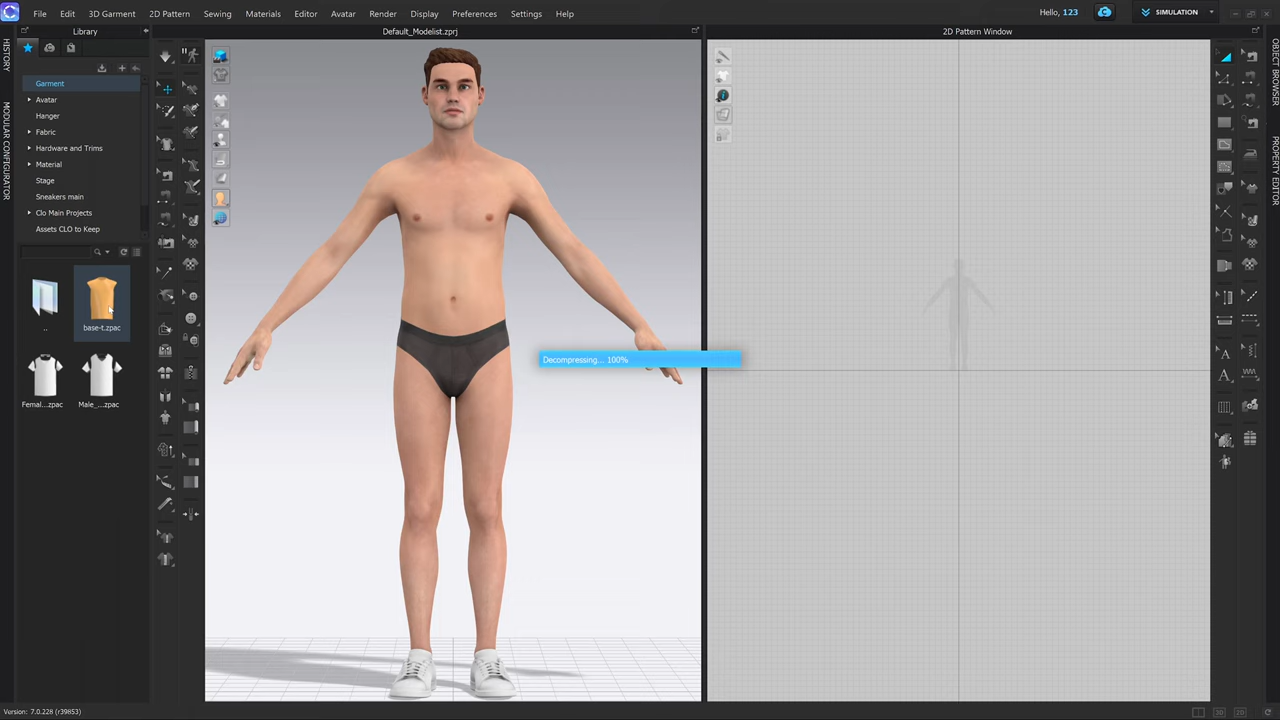 File Edit 3D Garment 2D Pattern Sewing Materials Editor Avatar Render Display Preferences Settings Help
Hello, 123
SIMULATION
Library
Default_Modelist.zprj
2D Pattern Window
HISTORY
MODULAR CONFIGURATOR
Garment
Avatar
Hanger
Fabric
Hardware and Trims
Material
Stage
Sneakers main
Clo Main Projects
Assets CLO to Keep
..
base-t.zpac
Femal...zpac
Male_...zpac
Decompressing... 100%
OBJECT BROWSER
PROPERTY EDITOR
Version: 7.0.228 (r39853)